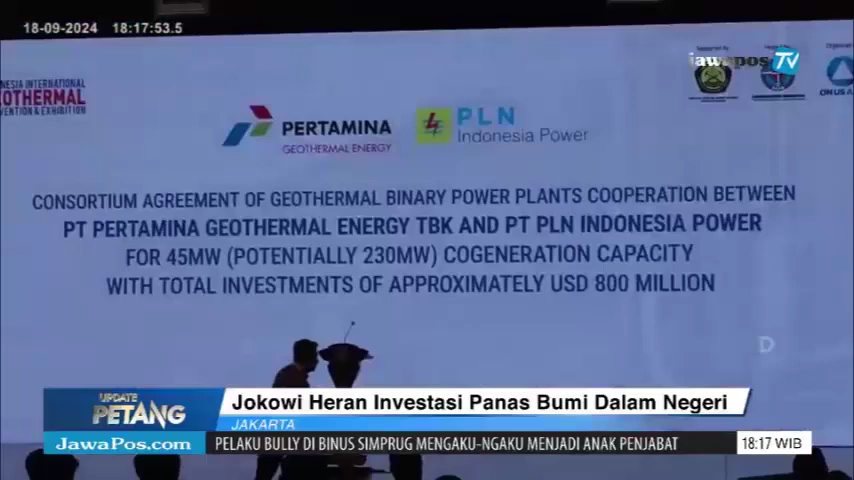 18-09-2024 18:17:53.5
jawapos TV
NESIA INTERNATIONAL
OTHERMAL
VENTION & EXHIBITION
PERTAMINA
GEOTHERMAL ENERGY
PLN
Indonesia Power
CONSORTIUM AGREEMENT OF GEOTHERMAL BINARY POWER PLANTS COOPERATION BETWEEN
PT PERTAMINA GEOTHERMAL ENERGY TBK AND PT PLN INDONESIA POWER
FOR 45MW (POTENTIALLY 230MW) COGENERATION CAPACITY
WITH TOTAL INVESTMENTS OF APPROXIMATELY USD 800 MILLION
D
UPDATE
PETANG
Jokowi Heran Investasi Panas Bumi Dalam Negeri
JAKARTA
JawaPos.com
PELAKU BULLY DI BINUS SIMPRUG MENGAKU-NGAKU MENJADI ANAK PENJABAT
18:17 WIB